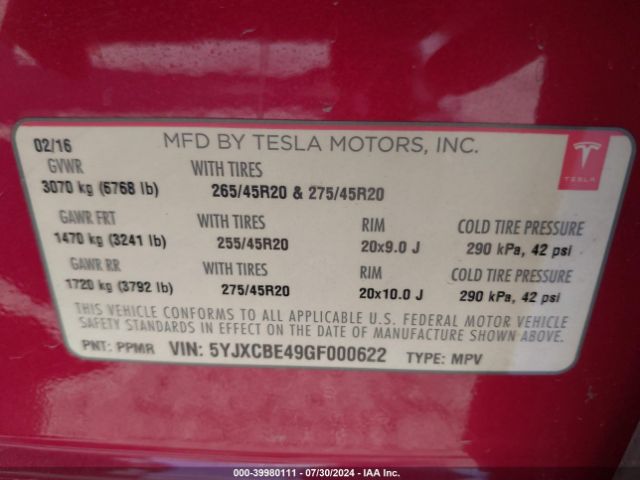 02/16 MFD BY TESLA MOTORS, INC.
GVWR WITH TIRES
3070 kg (6768 lb) 265/45R20 & 275/45R20
TESLA
GAWR FRT WITH TIRES RIM COLD TIRE PRESSURE
1470 kg (3241 lb) 255/45R20 20x9.0 J 290 kPa, 42 psi
GAWR RR WITH TIRES RIM COLD TIRE PRESSURE
1720 kg (3792 lb) 275/45R20 20x10.0 J 290 kPa, 42 psi
THIS VEHICLE CONFORMS TO ALL APPLICABLE U.S. FEDERAL MOTOR VEHICLE
SAFETY STANDARDS IN EFFECT ON THE DATE OF MANUFACTURE SHOWN ABOVE.
PNT: PPMR VIN: 5YJXCBE49GF000622 TYPE: MPV
000-39980111 - 07/30/2024 - IAA Inc.